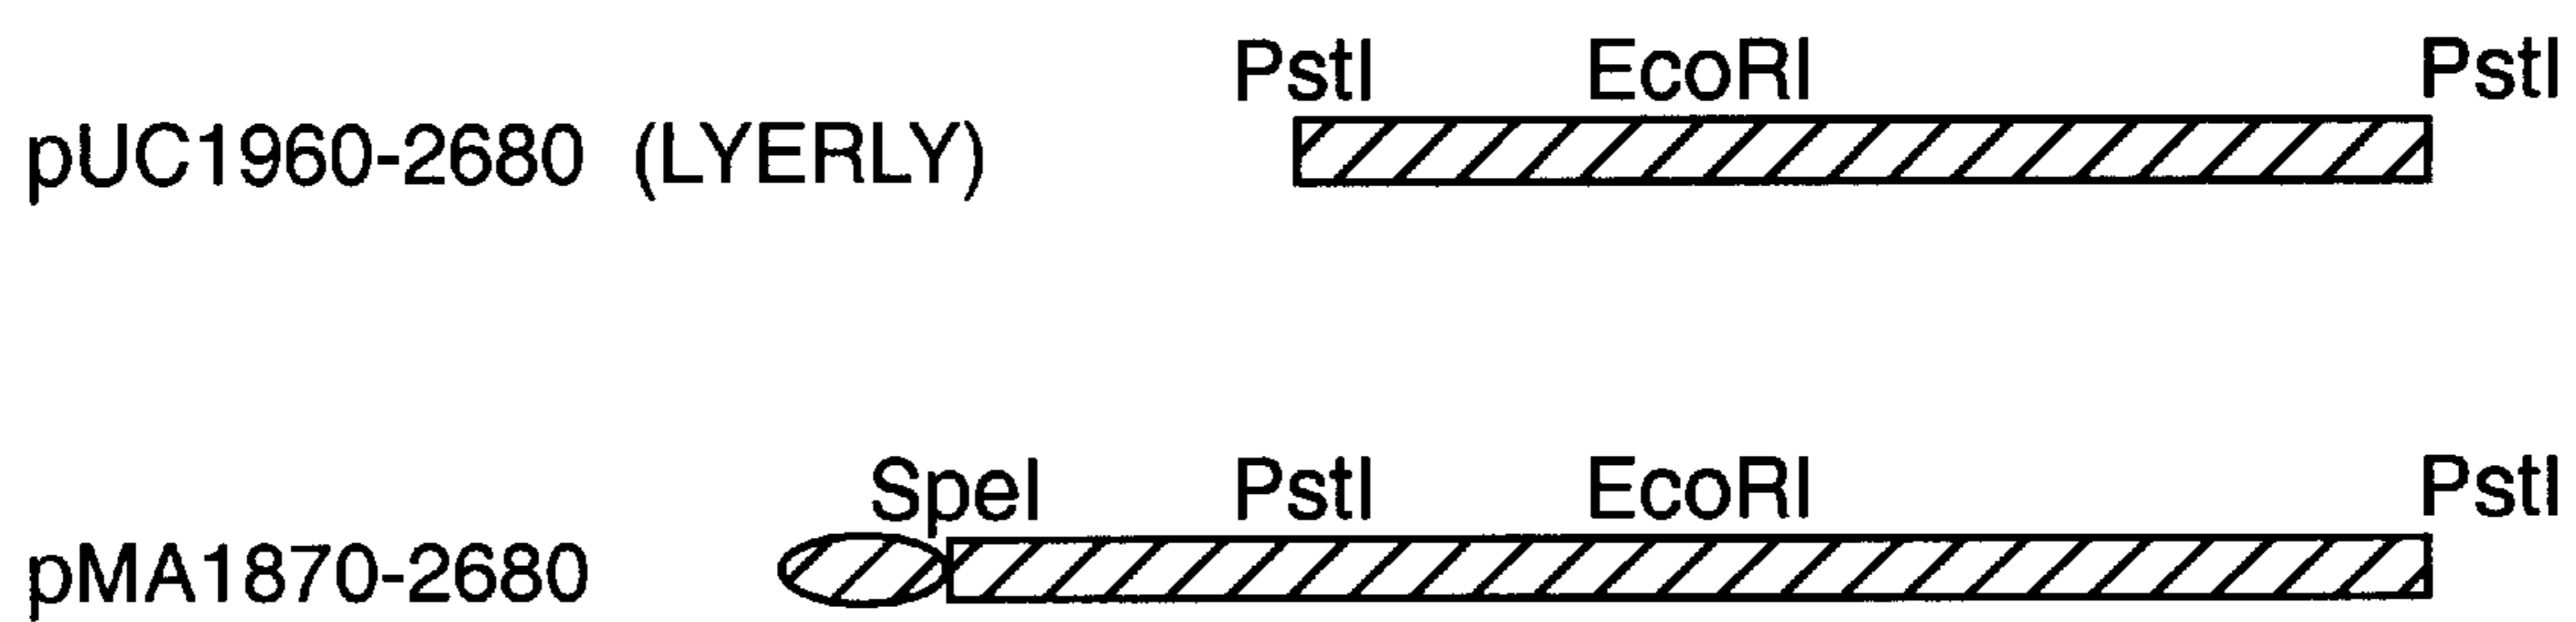 PstI EcoRI PstI
pUC1960-2680 (LYERLY)
SpeI PstI EcoRI PstI
pMA1870-2680